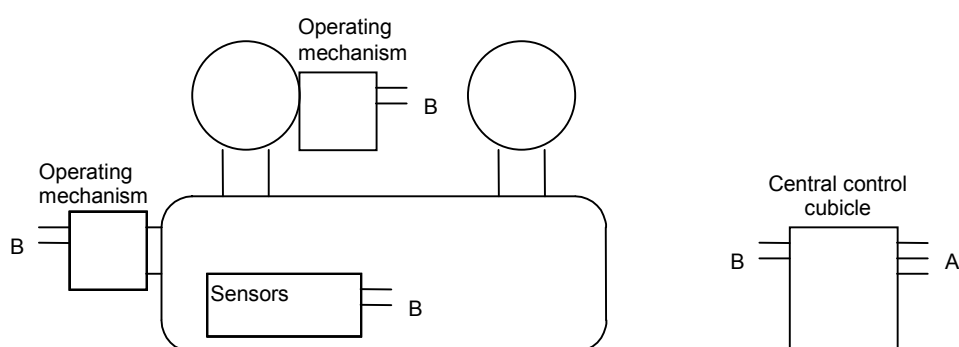 Operating
mechanism
B
Operating
mechanism
B
Sensors
B
Central control
cubicle
B
A